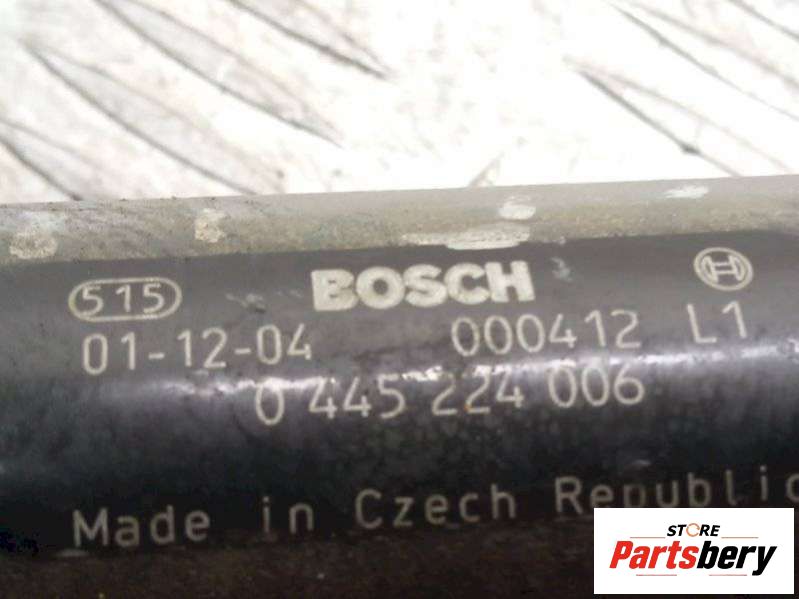 515 BOSCH
01-12-04 000412 L1
0 445 224 006
Made in Czech Republic
STORE
Partsbery